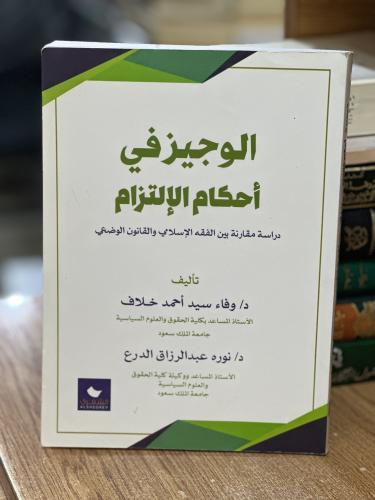 الوجيز في
أحكام الإلتزام
دراسة مقارنة بين الفقه الإسلامي والقانون الوضعي
تأليف
د/ وفاء سيد أحمد خلاف
الأستاذ المساعد بكلية الحقوق والعلوم السياسية
جامعة الملك سعود
د/ نوره عبدالرزاق الدرع
الأستاذ المساعد ووكيلة كلية الحقوق
والعلوم السياسية
جامعة الملك سعود
الشقري
ALSHEGREY